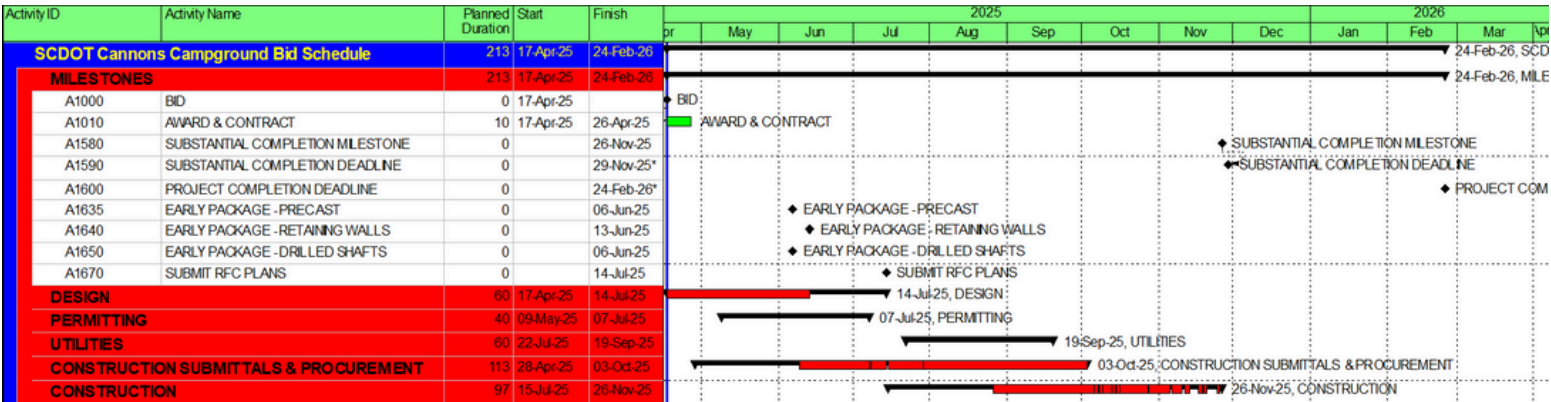 Activity ID Activity Name Planned Duration Start Finish 2025 2026
pr May Jun Jul Aug Sep Oct Nov Dec Jan Feb Mar Apr
SCDOT Cannons Campground Bid Schedule 213 17-Apr-25 24-Feb-26 24-Feb-26, SCD
MILESTONES 213 17-Apr-25 24-Feb-26 24-Feb-26, MILE
A1000 BID 0 17-Apr-25 BID
A1010 AWARD & CONTRACT 10 17-Apr-25 26-Apr-25 AWARD & CONTRACT
A1580 SUBSTANTIAL COMPLETION MILESTONE 0 26-Nov-25 SUBSTANTIAL COMPLETION MILESTONE
A1590 SUBSTANTIAL COMPLETION DEADLINE 0 29-Nov-25* SUBSTANTIAL COMPLETION DEADLINE
A1600 PROJECT COMPLETION DEADLINE 0 24-Feb-26* PROJECT COM
A1635 EARLY PACKAGE - PRECAST 0 06-Jun-25 EARLY PACKAGE - PRECAST
A1640 EARLY PACKAGE - RETAINING WALLS 0 13-Jun-25 EARLY PACKAGE - RETAINING WALLS
A1650 EARLY PACKAGE - DRILLED SHAFTS 0 06-Jun-25 EARLY PACKAGE - DRILLED SHAFTS
A1670 SUBMIT RFC PLANS 0 14-Jul-25 SUBMIT RFC PLANS
DESIGN 60 17-Apr-25 14-Jul-25 14-Jul-25, DESIGN
PERMITTING 40 09-May-25 07-Jul-25 07-Jul-25, PERMITTING
UTILITIES 60 22-Jul-25 19-Sep-25 19-Sep-25, UTILITIES
CONSTRUCTION SUBMITTALS & PROCUREMENT 113 28-Apr-25 03-Oct-25 03-Oct-25, CONSTRUCTION SUBMITTALS & PROCUREMENT
CONSTRUCTION 97 15-Jul-25 26-Nov-25 26-Nov-25, CONSTRUCTION